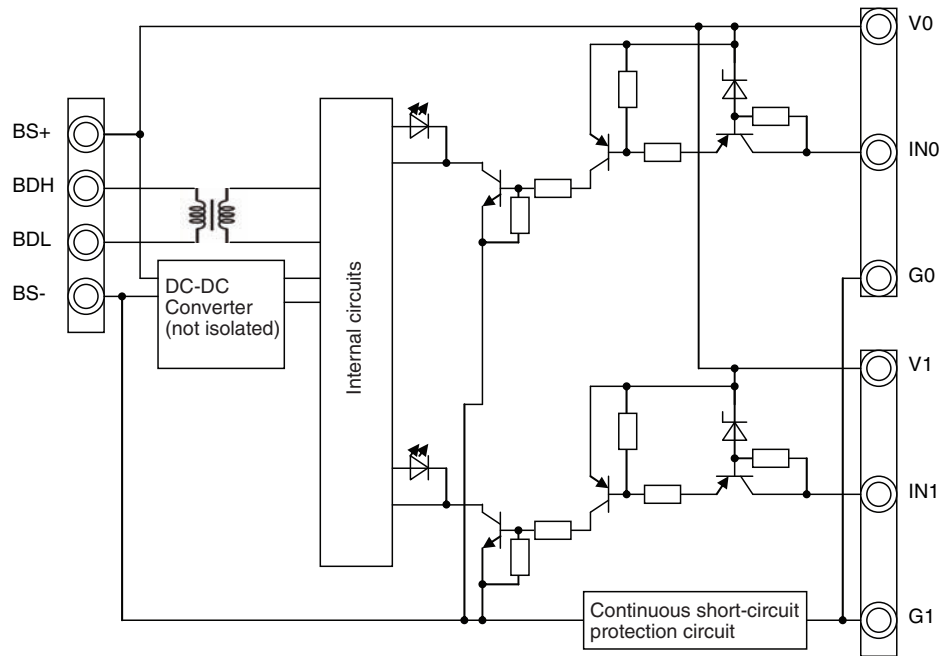 V0
BS+
IN0
BDH
BDL
DC-DC
Converter
(not isolated)
BS-
G0
Internal circuits
V1
IN1
Continuous short-circuit
protection circuit
G1